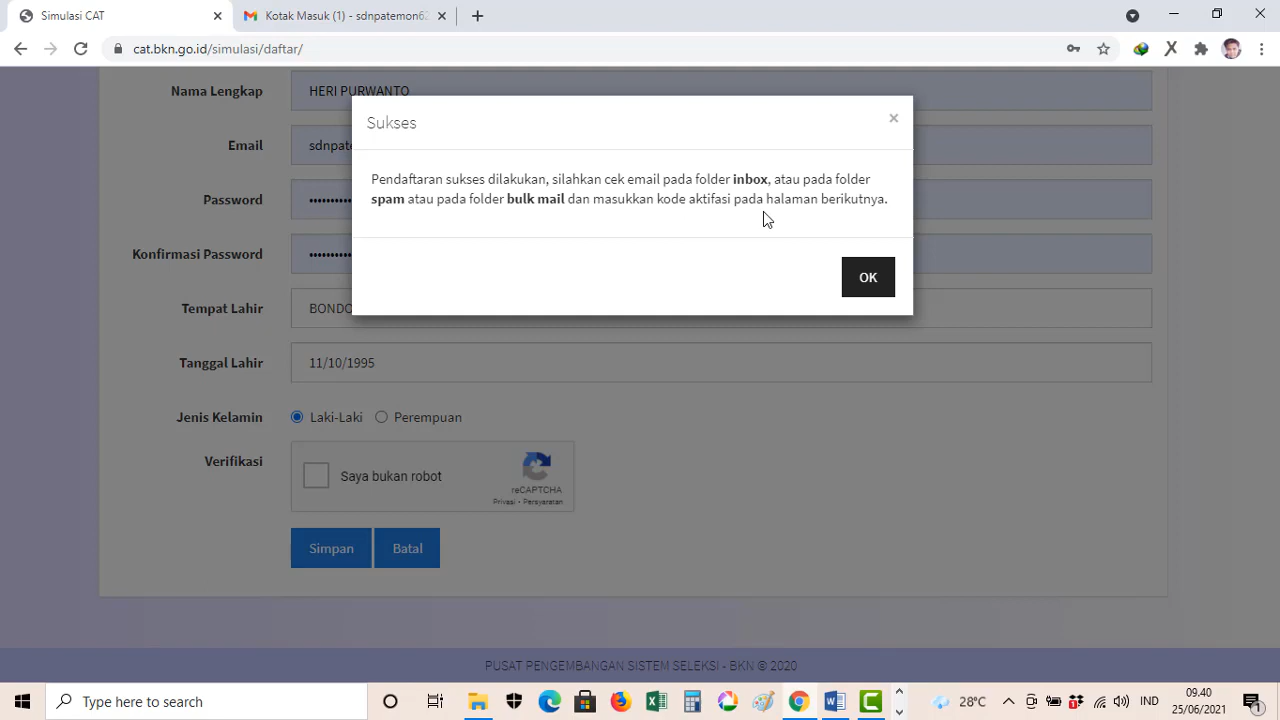 Simulasi CAT
Kotak Masuk (1) - sdnpatemon62
cat.bkn.go.id/simulasi/daftar/
Nama Lengkap
HERI PURWANTO
Email
sdnpate
Password
Konfirmasi Password
Tempat Lahir
BONDO
Tanggal Lahir
11/10/1995
Jenis Kelamin
Laki-Laki
Perempuan
Verifikasi
Saya bukan robot
reCAPTCHA
Privasi - Persyaratan
Simpan
Batal
Sukses
×
Pendaftaran sukses dilakukan, silahkan cek email pada folder inbox, atau pada folder
spam atau pada folder bulk mail dan masukkan kode aktifasi pada halaman berikutnya.
OK
PUSAT PENGEMBANGAN SISTEM SELEKSI - BKN © 2020
Type here to search
28°C
IND
09.40
25/06/2021